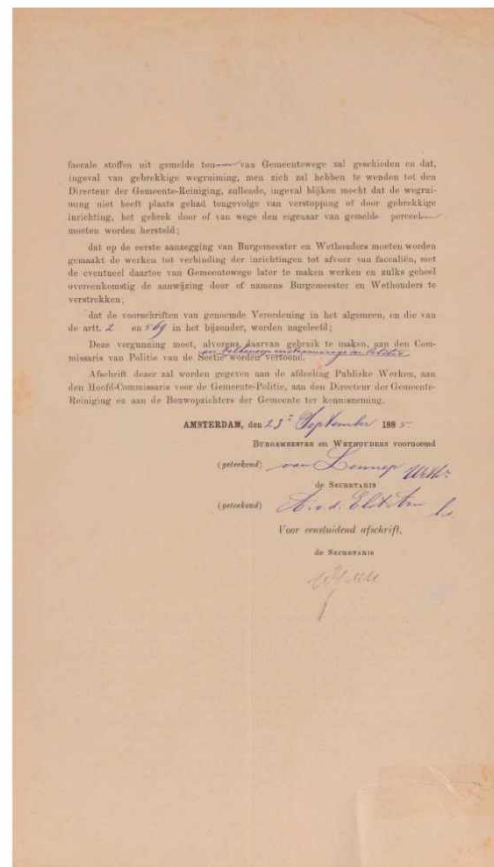 faecale stoffen uit gemelde ton van Gemeentewege zal geschieden en dat,
ingeval van gebrekkige wegruiming, men zich zal hebben te wenden tot den
Directeur der Gemeente-Reiniging, zullende, ingeval blijken mocht dat de wegrui-
ming niet heeft plaats gehad tengevolge van verstopping of door gebrekkige
inrichting, het gebrek door of van wege den eigenaar van gemelde perceel
moeten worden hersteld;
dat op de eerste aanzegging van Burgemeester en Wethouders moeten worden
gemaakt de werken tot verbinding der inrichtingen tot afvoer van faecaliën, met
de eventueel daartoe van Gemeentewege later te maken werken en zulks geheel
overeenkomstig de aanwijzing door of namens Burgemeester en Wethouders te
verstrekken;
dat de voorschriften van genoemde Verordening in het algemeen, en die van
de artt. 2 en 569 in het bijzonder, worden nageleefd;
Deze vergunning moet, alvorens daarvan gebruik te maken, aan den Com-
missaris van Politie van de Sectie worden vertoond.
Afschrift dezer zal worden gegeven aan de afdeeling Publieke Werken, aan
den Hoofd-Commissaris voor de Gemeente-Politie, aan den Directeur der Gemeente-
Reiniging en aan de Bouwopzichters der Gemeente ter kennisneming.
AMSTERDAM, den 23 September 1885.
BURGEMEESTER en WETHOUDERS voornoemd
(geteekend) van Lennep Weth.
de SECRETARIS
(geteekend)
Voor eensluidend afschrift,
de SECRETARIS